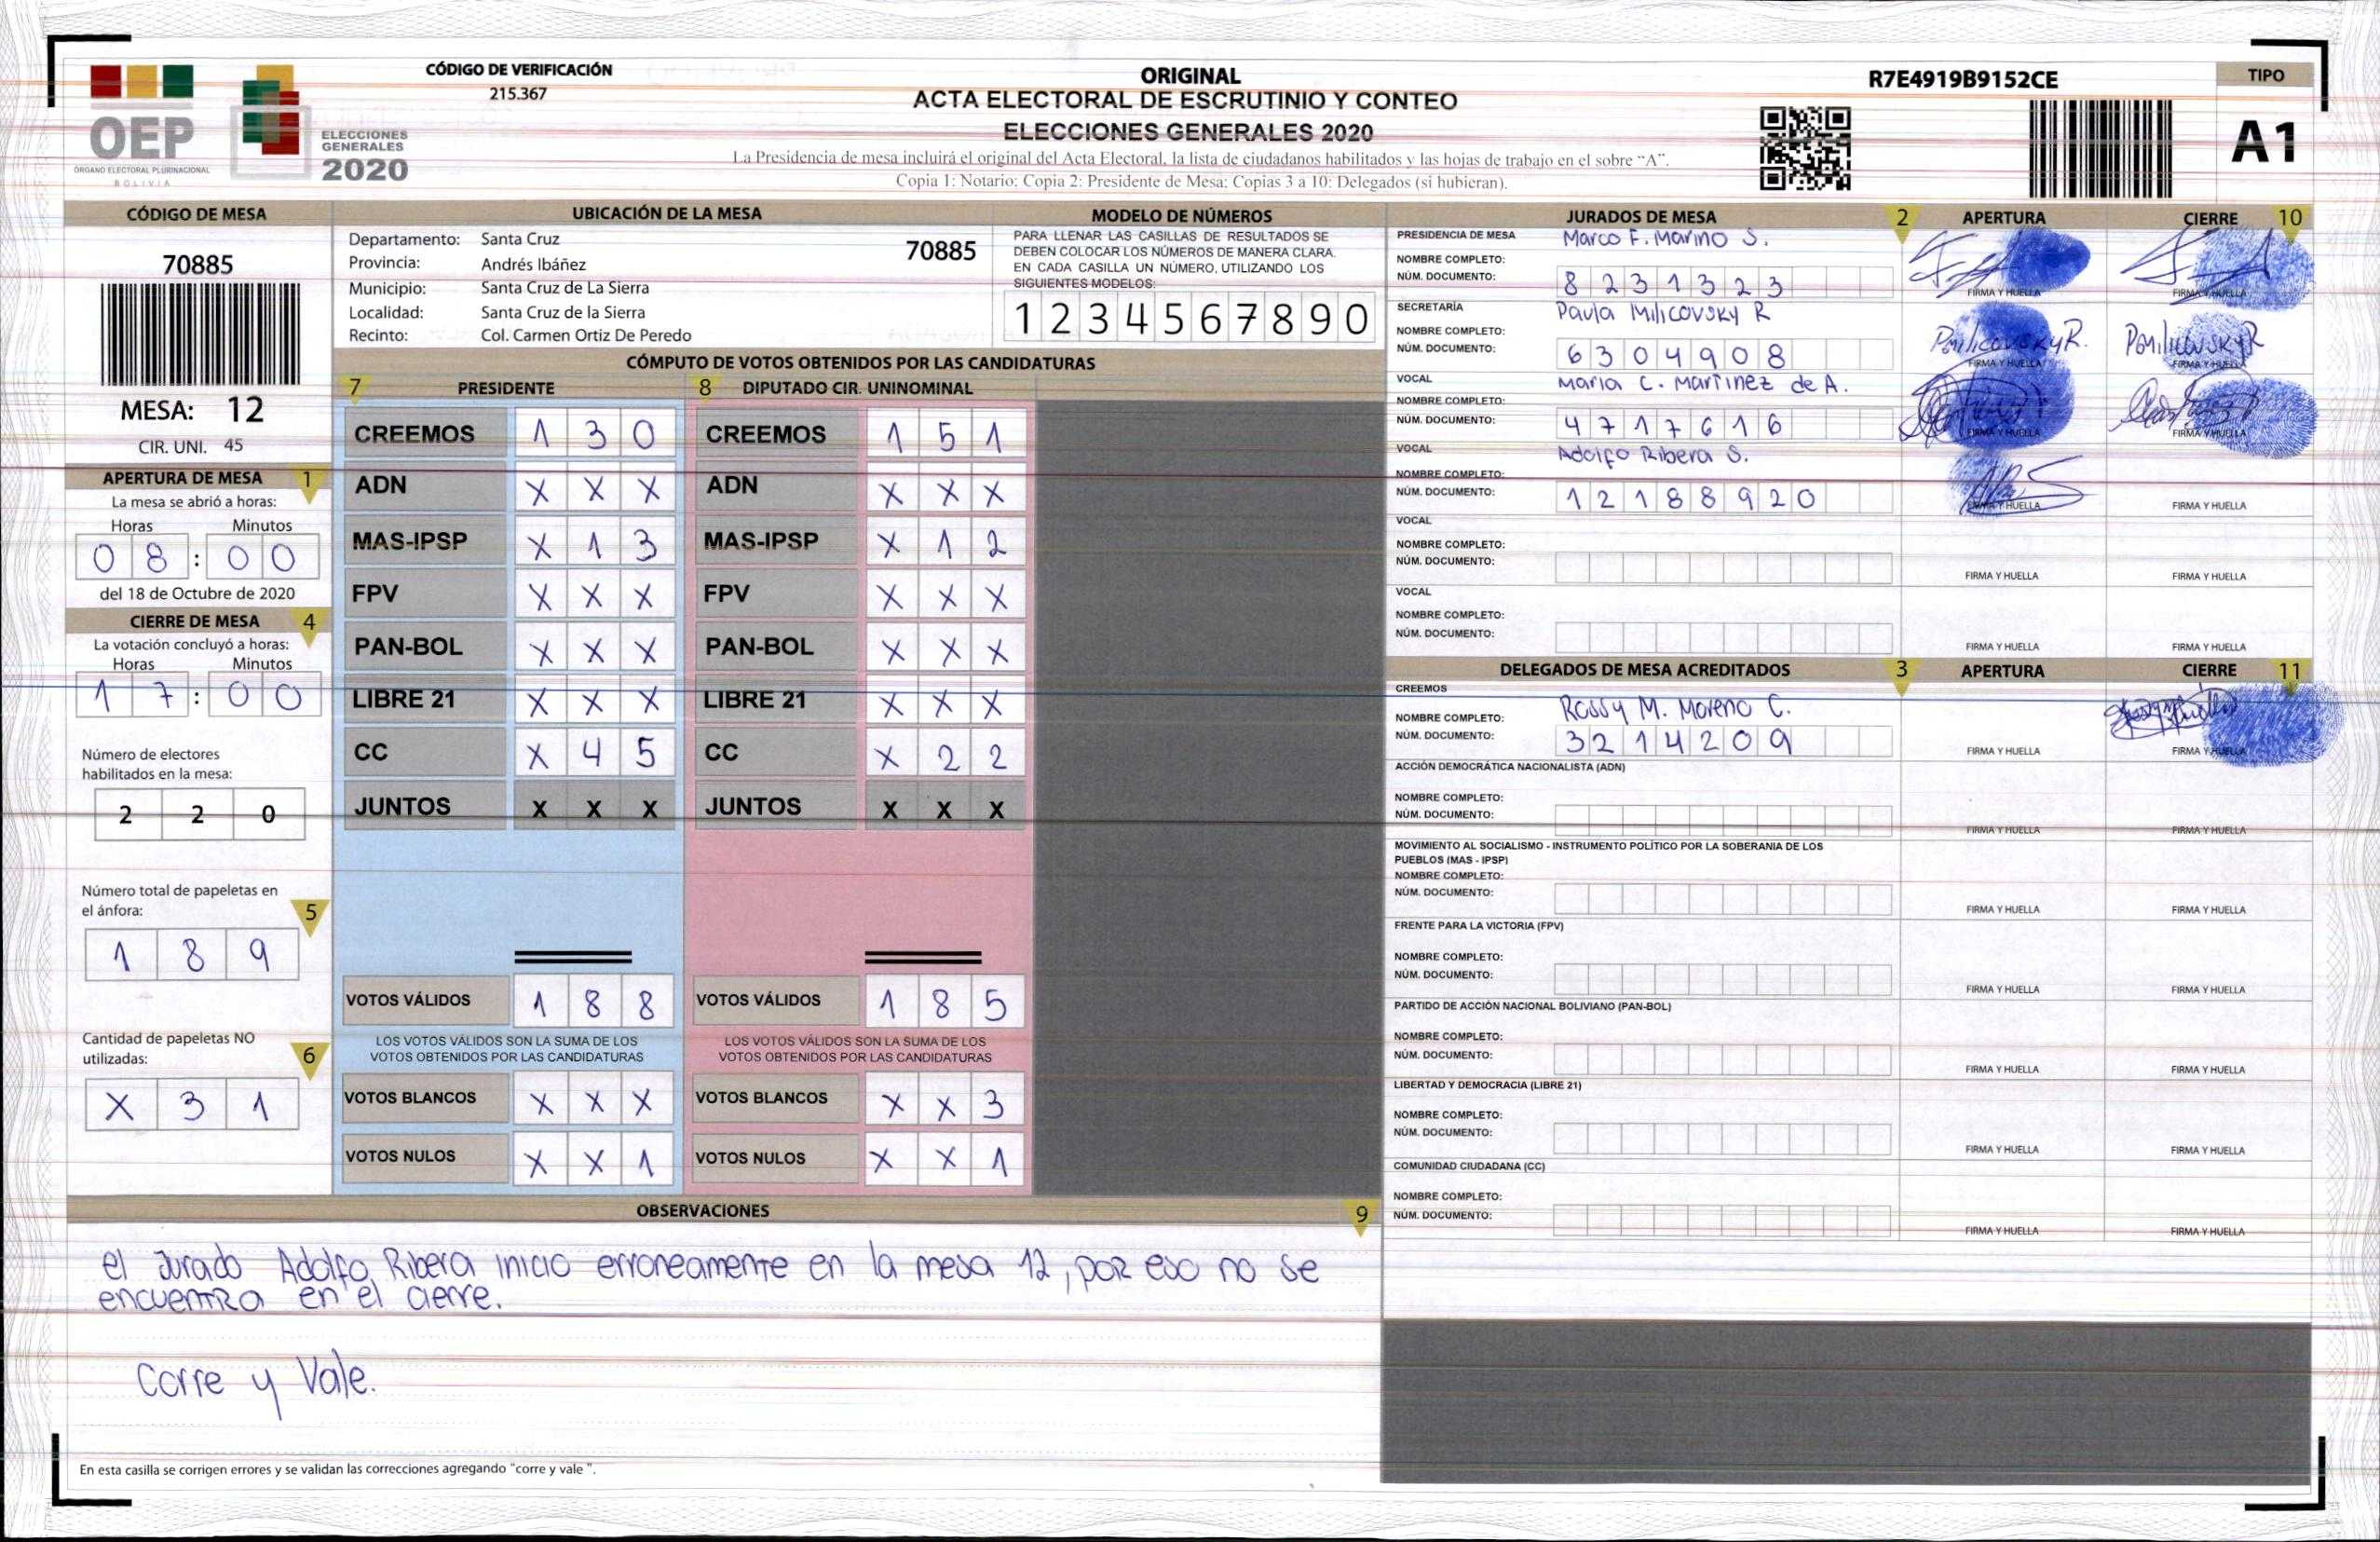 CÓDIGO DE VERIFICACIÓN
215.367
OEP
ÓRGANO ELECTORAL PLURINACIONAL
BOLIVIA
ELECCIONES
GENERALES
2020
ORIGINAL
ACTA ELECTORAL DE ESCRUTINIO Y CONTEO
ELECCIONES GENERALES 2020
La Presidencia de mesa incluirá el original del Acta Electoral, la lista de ciudadanos habilitados y las hojas de trabajo en el sobre “A”.
Copia 1: Notario: Copia 2: Presidente de Mesa: Copias 3 a 10: Delegados (si hubieran).
R7E4919B9152CE
TIPO
A1
CÓDIGO DE MESA
70885
MESA: 12
CIR. UNI. 45
APERTURA DE MESA 1
La mesa se abrió a horas:
Horas Minutos
0 8 : 0 0
del 18 de Octubre de 2020
CIERRE DE MESA 4
La votación concluyó a horas:
Horas Minutos
1 7 : 0 0
Número de electores
habilitados en la mesa:
2 2 0
Número total de papeletas en
el ánfora: 5
1 8 9
Cantidad de papeletas NO
utilizadas: 6
X 3 1
UBICACIÓN DE LA MESA
Departamento: Santa Cruz
70885
Provincia: Andrés Ibáñez
Municipio: Santa Cruz de La Sierra
Localidad: Santa Cruz de la Sierra
Recinto: Col. Carmen Ortiz De Peredo
MODELO DE NÚMEROS
PARA LLENAR LAS CASILLAS DE RESULTADOS SE
DEBEN COLOCAR LOS NÚMEROS DE MANERA CLARA.
EN CADA CASILLA UN NÚMERO, UTILIZANDO LOS
SIGUIENTES MODELOS:
1 2 3 4 5 6 7 8 9 0
CÓMPUTO DE VOTOS OBTENIDOS POR LAS CANDIDATURAS
7 PRESIDENTE 8 DIPUTADO CIR. UNINOMINAL
CREEMOS 1 3 0 CREEMOS 1 5 1
ADN X X X ADN X X X
MAS-IPSP X 1 3 MAS-IPSP X 1 2
FPV X X X FPV X X X
PAN-BOL X X X PAN-BOL X X X
LIBRE 21 X X X LIBRE 21 X X X
CC X 4 5 CC X 2 2
JUNTOS X X X JUNTOS X X X
VOTOS VÁLIDOS 1 8 8 VOTOS VÁLIDOS 1 8 5
LOS VOTOS VÁLIDOS SON LA SUMA DE LOS LOS VOTOS VÁLIDOS SON LA SUMA DE LOS
VOTOS OBTENIDOS POR LAS CANDIDATURAS VOTOS OBTENIDOS POR LAS CANDIDATURAS
VOTOS BLANCOS X X X VOTOS BLANCOS X X 3
VOTOS NULOS X X 1 VOTOS NULOS X X 1
JURADOS DE MESA 2 APERTURA CIERRE 10
PRESIDENCIA DE MESA Marco F. Marino S.
NOMBRE COMPLETO:
NÚM. DOCUMENTO: 8 2 3 1 3 2 3
FIRMA Y HUELLA FIRMA Y HUELLA
SECRETARÍA Paula Milicovsky R
NOMBRE COMPLETO:
NÚM. DOCUMENTO: 6 3 0 4 9 0 8
PMilicovskyR. PMilicovskyR
FIRMA Y HUELLA FIRMA Y HUELLA
VOCAL Maria C. Martinez de A.
NOMBRE COMPLETO:
NÚM. DOCUMENTO: 4 7 1 7 6 1 6
FIRMA Y HUELLA FIRMA Y HUELLA
VOCAL Adolfo Ribera S.
NOMBRE COMPLETO:
NÚM. DOCUMENTO: 1 2 1 8 8 9 2 0
FIRMA Y HUELLA FIRMA Y HUELLA
VOCAL
NOMBRE COMPLETO:
NÚM. DOCUMENTO:
FIRMA Y HUELLA FIRMA Y HUELLA
VOCAL
NOMBRE COMPLETO:
NÚM. DOCUMENTO:
FIRMA Y HUELLA FIRMA Y HUELLA
DELEGADOS DE MESA ACREDITADOS 3 APERTURA CIERRE 11
CREEMOS
NOMBRE COMPLETO: Rossy M. Moreno C.
NÚM. DOCUMENTO: 3 2 1 4 2 0 9
FIRMA Y HUELLA FIRMA Y HUELLA
ACCIÓN DEMOCRÁTICA NACIONALISTA (ADN)
NOMBRE COMPLETO:
NÚM. DOCUMENTO:
FIRMA Y HUELLA FIRMA Y HUELLA
MOVIMIENTO AL SOCIALISMO - INSTRUMENTO POLÍTICO POR LA SOBERANIA DE LOS
PUEBLOS (MAS - IPSP)
NOMBRE COMPLETO:
NÚM. DOCUMENTO:
FIRMA Y HUELLA FIRMA Y HUELLA
FRENTE PARA LA VICTORIA (FPV)
NOMBRE COMPLETO:
NÚM. DOCUMENTO:
FIRMA Y HUELLA FIRMA Y HUELLA
PARTIDO DE ACCIÓN NACIONAL BOLIVIANO (PAN-BOL)
NOMBRE COMPLETO:
NÚM. DOCUMENTO:
FIRMA Y HUELLA FIRMA Y HUELLA
LIBERTAD Y DEMOCRACIA (LIBRE 21)
NOMBRE COMPLETO:
NÚM. DOCUMENTO:
FIRMA Y HUELLA FIRMA Y HUELLA
COMUNIDAD CIUDADANA (CC)
NOMBRE COMPLETO:
NÚM. DOCUMENTO:
FIRMA Y HUELLA FIRMA Y HUELLA
OBSERVACIONES 9
el Jurado Adolfo Ribera inicio erroneamente en la mesa 12, por eso no se
encuentra en el cierre.
Corre y Vale.
En esta casilla se corrigen errores y se validan las correcciones agregando "corre y vale ".